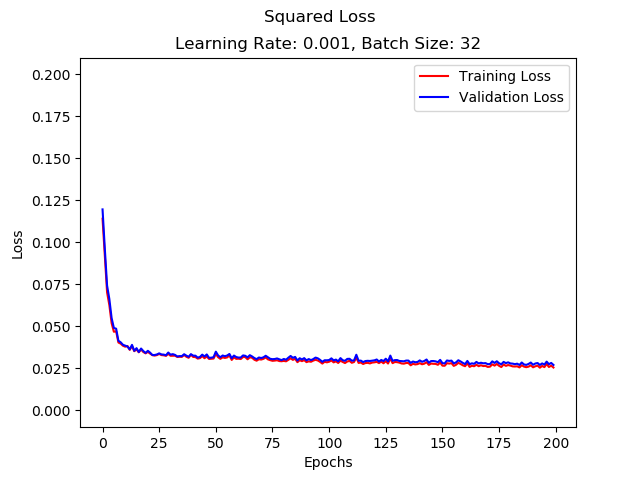 Squared Loss
Learning Rate: 0.001, Batch Size: 32
Training Loss
Validation Loss
0.200
0.175
0.150
0.125
0.100
0.075
0.050
0.025
0.000
Loss
0 25 50 75 100 125 150 175 200
Epochs